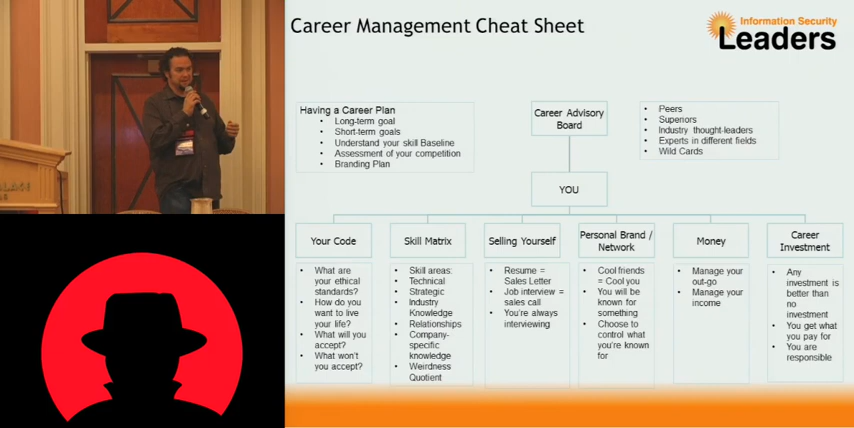 Career Management Cheat Sheet
Information Security
Leaders
Having a Career Plan
• Long-term goal
• Short-term goals
• Understand your skill Baseline
• Assessment of your competition
• Branding Plan
Career Advisory
Board
• Peers
• Superiors
• Industry thought-leaders
• Experts in different fields
• Wild Cards
YOU
Your Code
• What are
your ethical
standards?
• How do you
want to live
your life?
• What will you
accept?
• What won't
you accept?
Skill Matrix
• Skill areas:
• Technical
• Strategic
• Industry
Knowledge
• Relationships
• Company-
specific
knowledge
• Weirdness
Quotient
Selling Yourself
• Resume =
Sales Letter
• Job interview =
sales call
• You're always
interviewing
Personal Brand /
Network
• Cool friends
= Cool you
• You will be
known for
something
• Choose to
control what
you're known
for
Money
• Manage your
out-go
• Manage your
income
Career
Investment
• Any
investment is
better than
no
investment
• You get what
you pay for
• You are
responsible